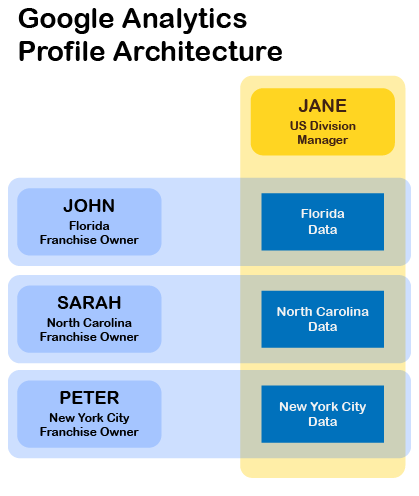 Google Analytics
Profile Architecture
JANE
US Division
Manager
JOHN
Florida
Franchise Owner
Florida
Data
SARAH
North Carolina
Franchise Owner
North Carolina
Data
PETER
New York City
Franchise Owner
New York City
Data